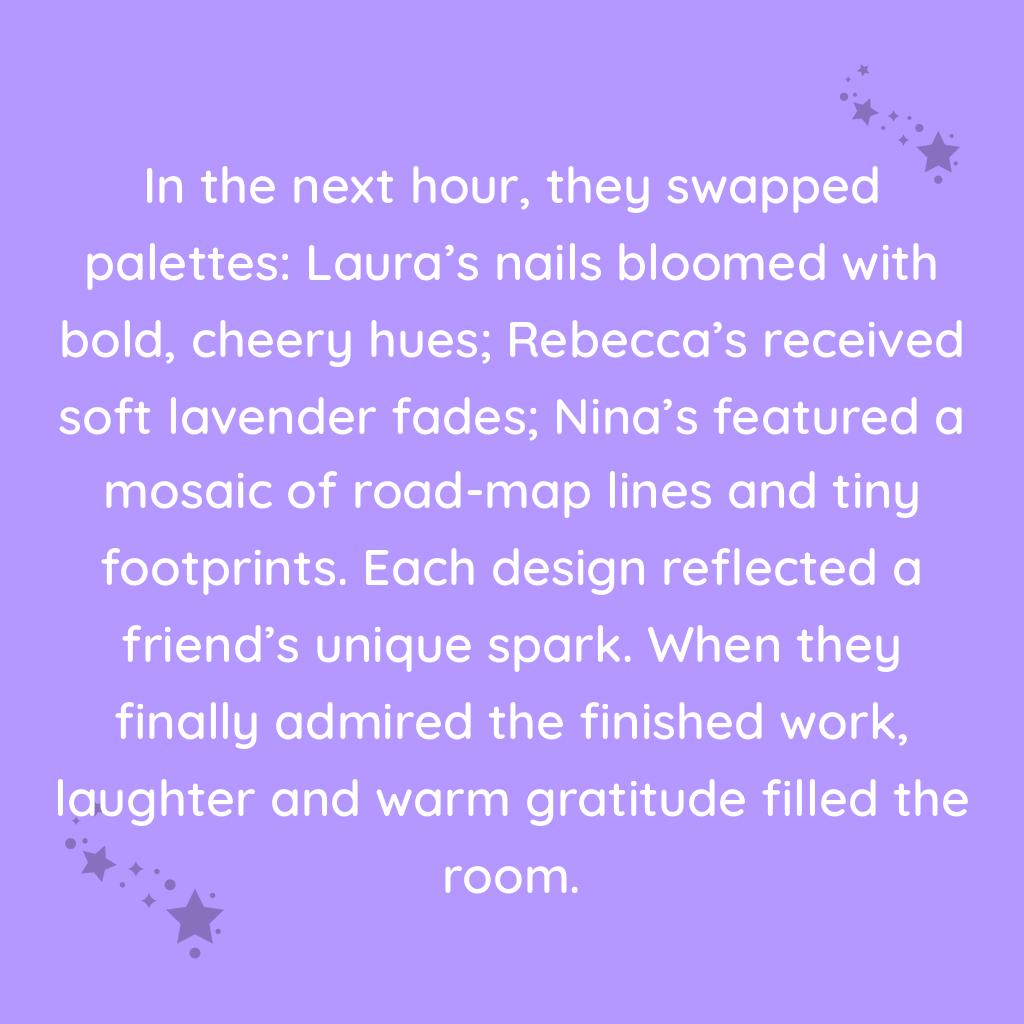 In the next hour, they swapped
palettes: Laura’s nails bloomed with
bold, cheery hues; Rebecca’s received
soft lavender fades; Nina’s featured a
mosaic of road-map lines and tiny
footprints. Each design reflected a
friend’s unique spark. When they
finally admired the finished work,
laughter and warm gratitude filled the
room.